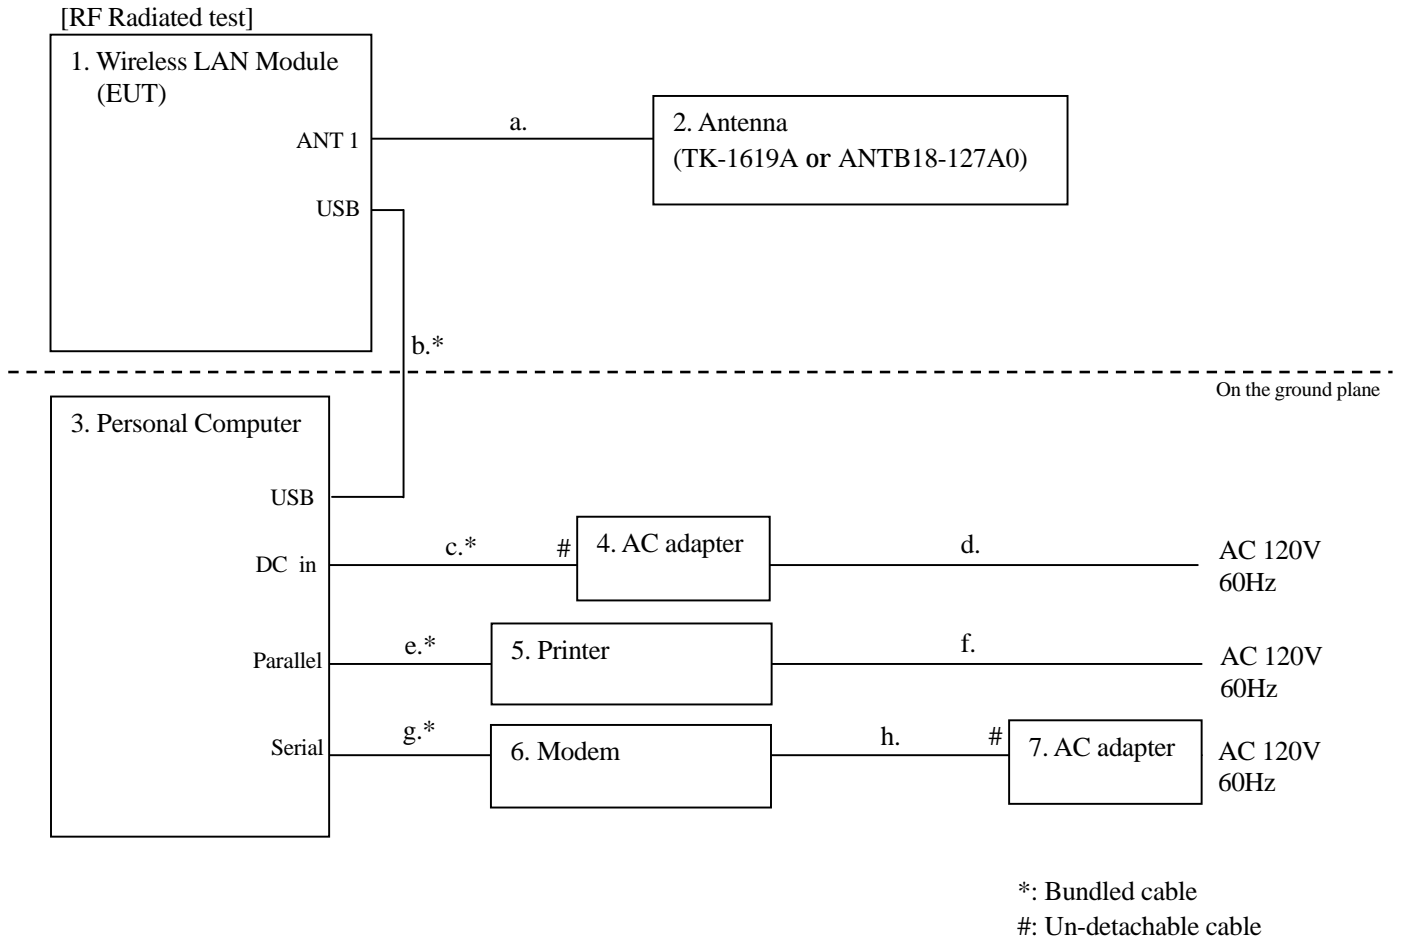 [RF Radiated test]
1. Wireless LAN Module
(EUT)
ANT 1
a.
2. Antenna
(TK-1619A or ANTB18-127A0)
USB
b.*
On the ground plane
3. Personal Computer
USB
DC in
c.*
#
4. AC adapter
d.
AC 120V
60Hz
Parallel
e.*
5. Printer
f.
AC 120V
60Hz
Serial
g.*
6. Modem
h.
#
7. AC adapter
AC 120V
60Hz
*: Bundled cable
#: Un-detachable cable